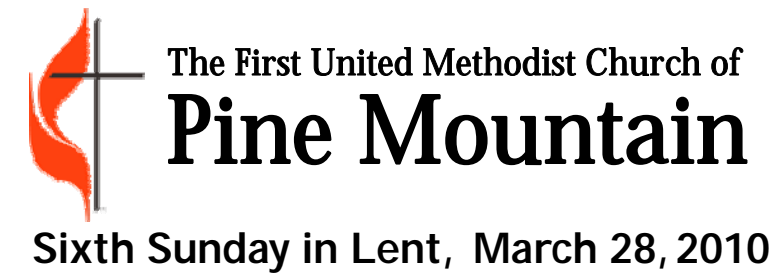 The First United Methodist Church of
Pine Mountain
Sixth Sunday in Lent, March 28, 2010